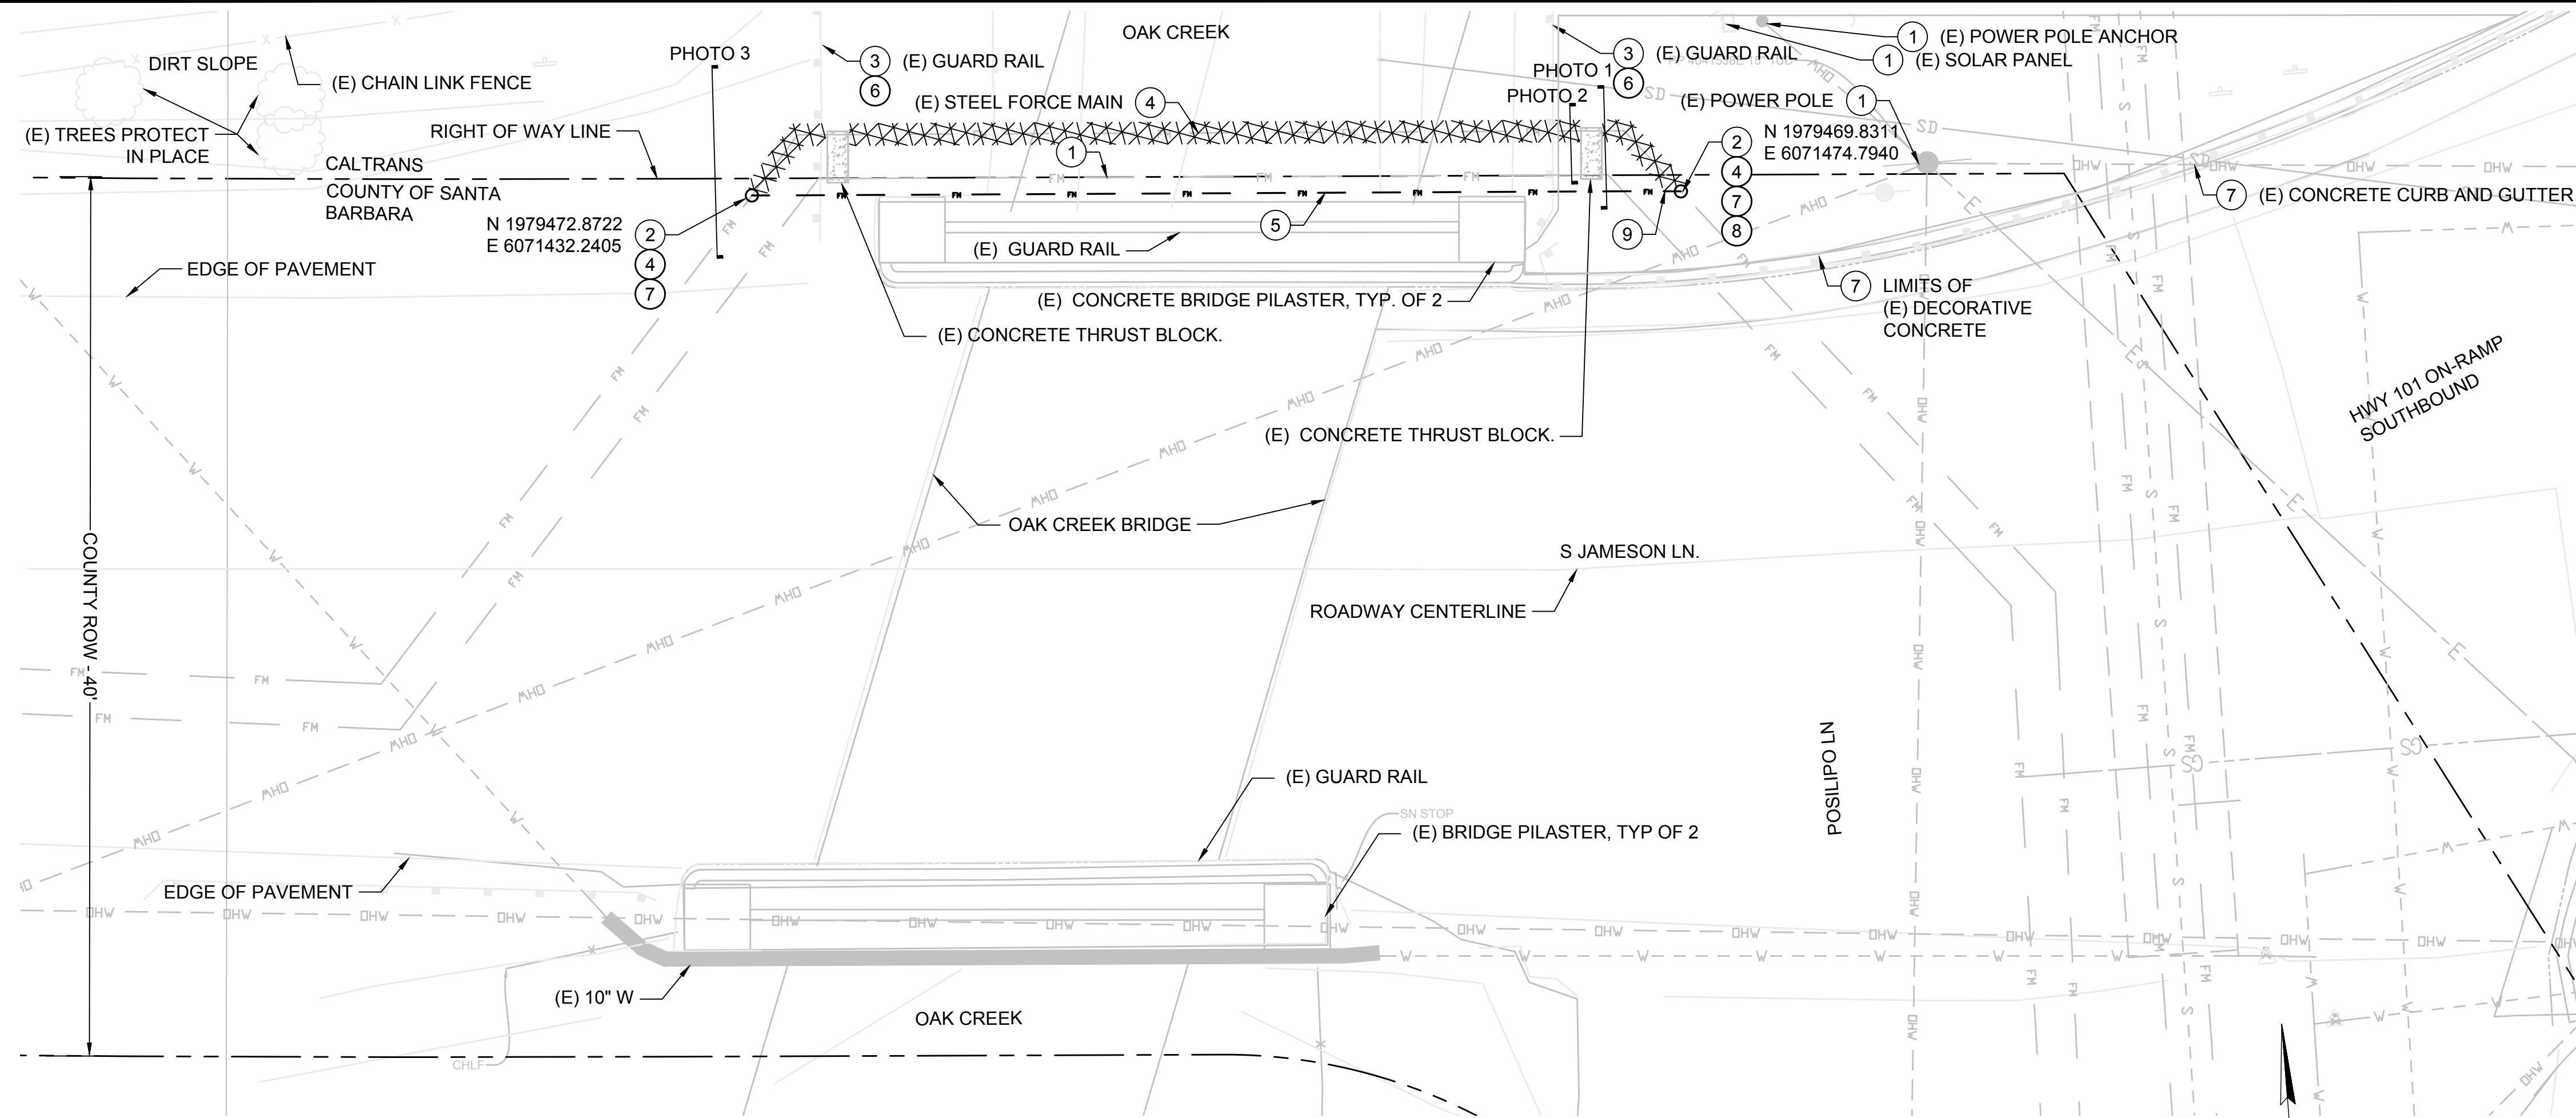 OAK CREEK
DIRT SLOPE
(E) CHAIN LINK FENCE
(E) TREES PROTECT
IN PLACE
RIGHT OF WAY LINE
CALTRANS
COUNTY OF SANTA
BARBARA
PHOTO 3
3
6
(E) GUARD RAIL
(E) STEEL FORCE MAIN
4
1
PHOTO 1
PHOTO 2
3
6
(E) GUARD RAIL
1
(E) POWER POLE ANCHOR
1
(E) SOLAR PANEL
(E) POWER POLE
1
N 1979469.8311
E 6071474.7940
2
4
7
8
7
(E) CONCRETE CURB AND GUTTER
N 1979472.8722
E 6071432.2405
2
4
7
5
9
(E) GUARD RAIL
EDGE OF PAVEMENT
(E) CONCRETE BRIDGE PILASTER, TYP. OF 2
(E) CONCRETE THRUST BLOCK.
7
LIMITS OF
(E) DECORATIVE
CONCRETE
HWY 101 ON-RAMP
SOUTHBOUND
(E) CONCRETE THRUST BLOCK.
OAK CREEK BRIDGE
COUNTY ROW - 40'
S JAMESON LN.
ROADWAY CENTERLINE
POSILIPO LN
(E) GUARD RAIL
SN STOP
(E) BRIDGE PILASTER, TYP OF 2
EDGE OF PAVEMENT
(E) 10" W
OAK CREEK
CHLF